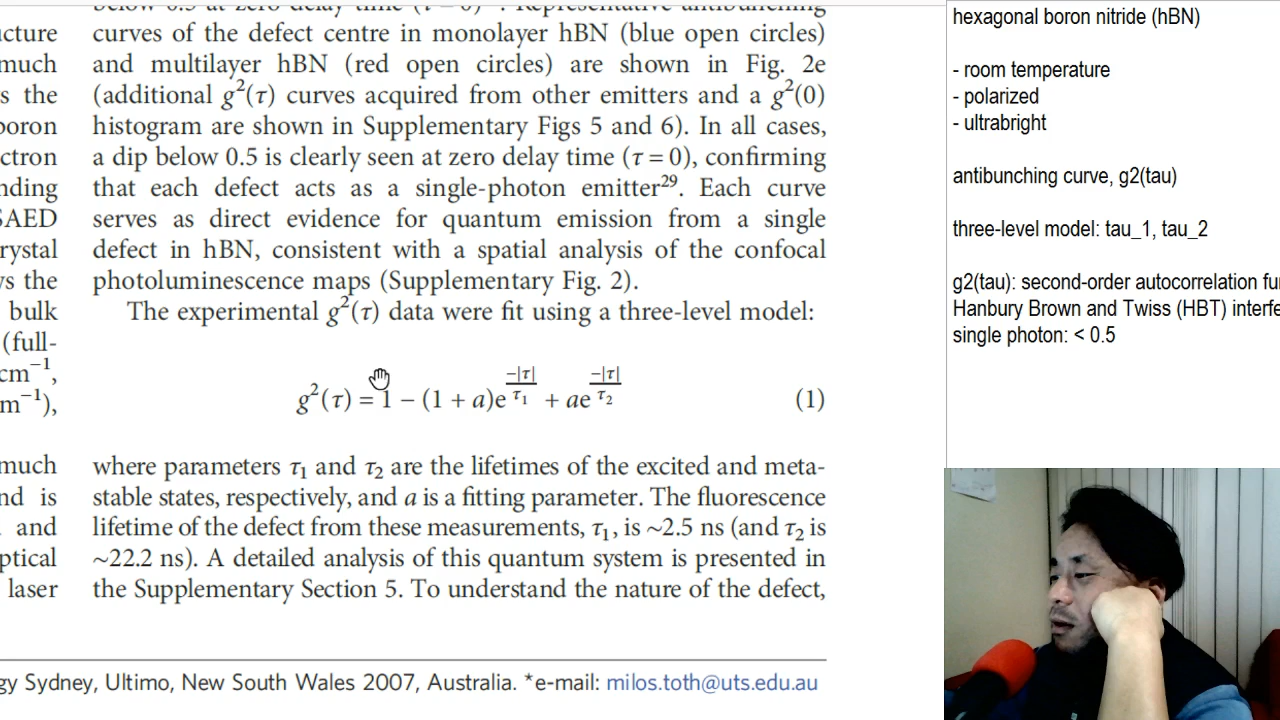 below 0.5 at zero delay time (τ = 0)  . Representative antibunching
cture curves of the defect centre in monolayer hBN (blue open circles)
much and multilayer hBN (red open circles) are shown in Fig. 2e
s the (additional g²(τ) curves acquired from other emitters and a g²(0)
boron histogram are shown in Supplementary Figs 5 and 6). In all cases,
ctron a dip below 0.5 is clearly seen at zero delay time (τ = 0), confirming
nding that each defect acts as a single-photon emitter²⁹. Each curve
SAED serves as direct evidence for quantum emission from a single
rystal defect in hBN, consistent with a spatial analysis of the confocal
ws the photoluminescence maps (Supplementary Fig. 2).
bulk The experimental g²(τ) data were fit using a three-level model:
(full-
cm⁻¹, g²(τ) = 1 − (1 + a)e^(−|τ|/τ₁) + ae^(−|τ|/τ₂) (1)
m⁻¹),
much where parameters τ₁ and τ₂ are the lifetimes of the excited and meta-
nd is stable states, respectively, and a is a fitting parameter. The fluorescence
and lifetime of the defect from these measurements, τ₁, is ~2.5 ns (and τ₂ is
ptical ~22.2 ns). A detailed analysis of this quantum system is presented in
laser the Supplementary Section 5. To understand the nature of the defect,
gy Sydney, Ultimo, New South Wales 2007, Australia. *e-mail: milos.toth@uts.edu.au
hexagonal boron nitride (hBN)
- room temperature
- polarized
- ultrabright
antibunching curve, g2(tau)
three-level model: tau_1, tau_2
g2(tau): second-order autocorrelation fu
Hanbury Brown and Twiss (HBT) interfe
single photon: < 0.5